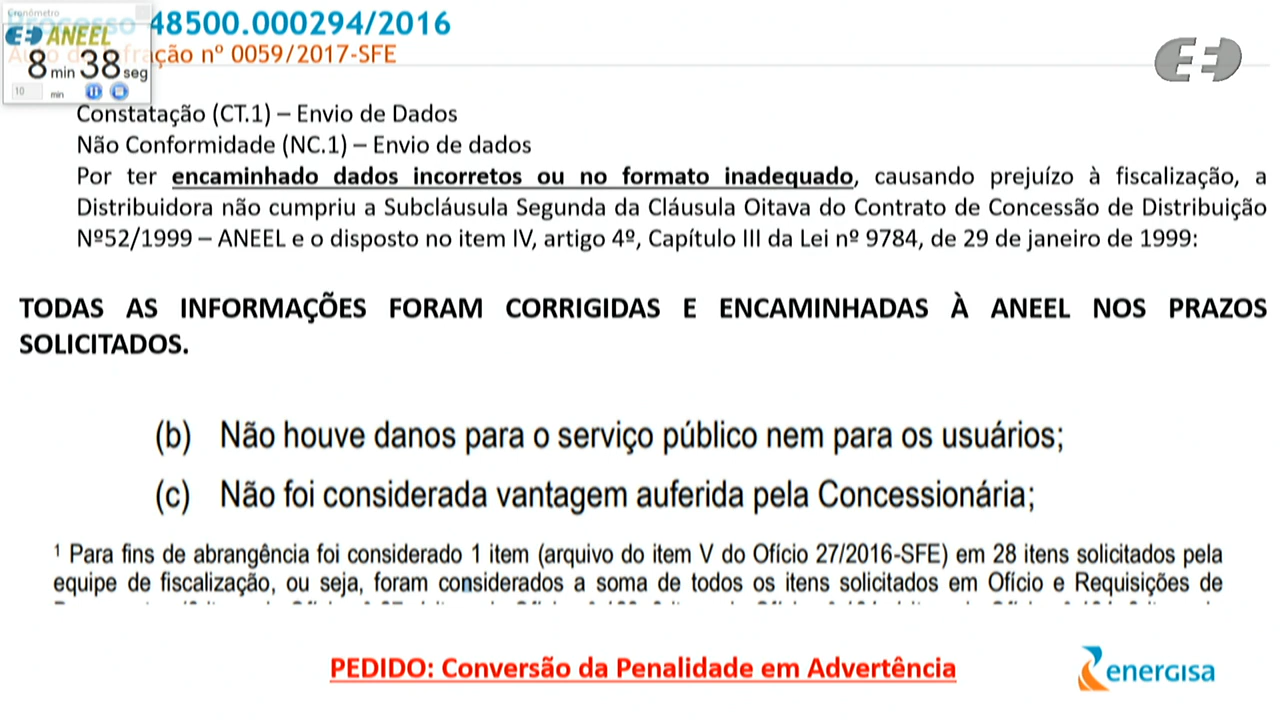 Cronômetro
Processo 48500.000294/2016
ANEEL
ração nº 0059/2017-SFE
8 min 38 seg
10 min
Constatação (CT.1) – Envio de Dados
Não Conformidade (NC.1) – Envio de dados
Por ter encaminhado dados incorretos ou no formato inadequado, causando prejuízo à fiscalização, a
Distribuidora não cumpriu a Subcláusula Segunda da Cláusula Oitava do Contrato de Concessão de Distribuição
Nº52/1999 – ANEEL e o disposto no item IV, artigo 4º, Capítulo III da Lei nº 9784, de 29 de janeiro de 1999:
TODAS AS INFORMAÇÕES FORAM CORRIGIDAS E ENCAMINHADAS À ANEEL NOS PRAZOS
SOLICITADOS.
(b) Não houve danos para o serviço público nem para os usuários;
(c) Não foi considerada vantagem auferida pela Concessionária;
¹ Para fins de abrangência foi considerado 1 item (arquivo do item V do Ofício 27/2016-SFE) em 28 itens solicitados pela
equipe de fiscalização, ou seja, foram considerados a soma de todos os itens solicitados em Ofício e Requisições de
PEDIDO: Conversão da Penalidade em Advertência
energisa